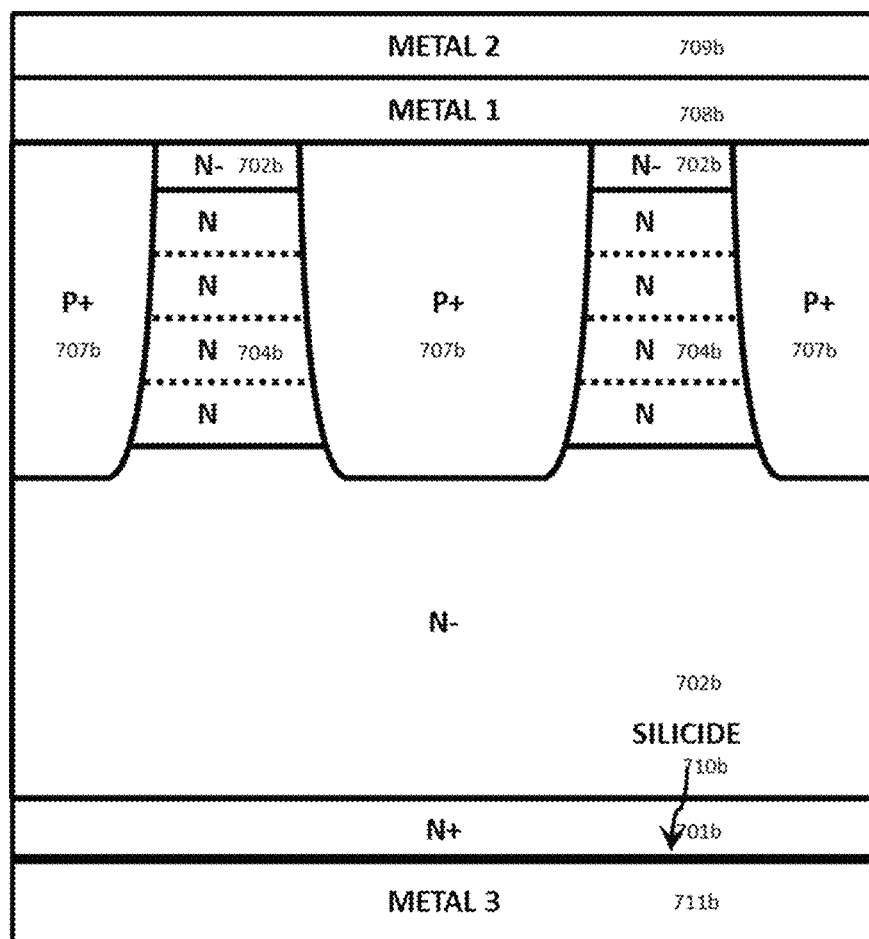 METAL 2 709b
METAL 1 708b
N- 702b N- 702b
N N
N N
P+ P+ P+
707b N 704b 707b N 704b 707b
N N
N-
702b
SILICIDE
710b
N+ 701b
METAL 3 711b